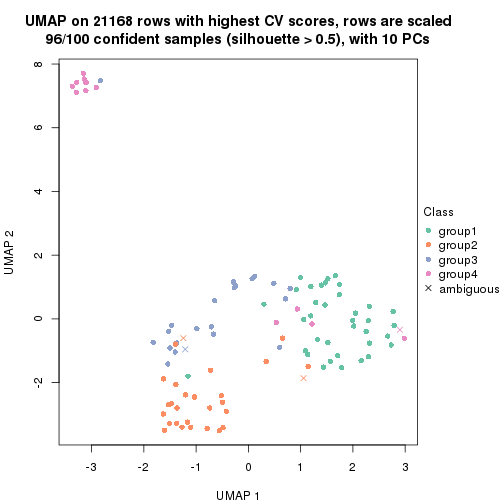 UMAP on 21168 rows with highest CV scores, rows are scaled
96/100 confident samples (silhouette > 0.5), with 10 PCs
8
6
4
2
0
-2
UMAP 2
-3
-2
-1
0
1
2
3
UMAP 1
Class
group1
group2
group3
group4
ambiguous